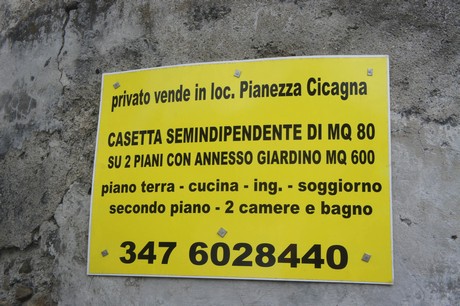 privato vende in loc. Pianezza Cicagna
CASETTA SEMINDIPENDENTE DI MQ 80
SU 2 PIANI CON ANNESSO GIARDINO MQ 600
piano terra - cucina - ing. - soggiorno
secondo piano - 2 camere e bagno
347 6028440